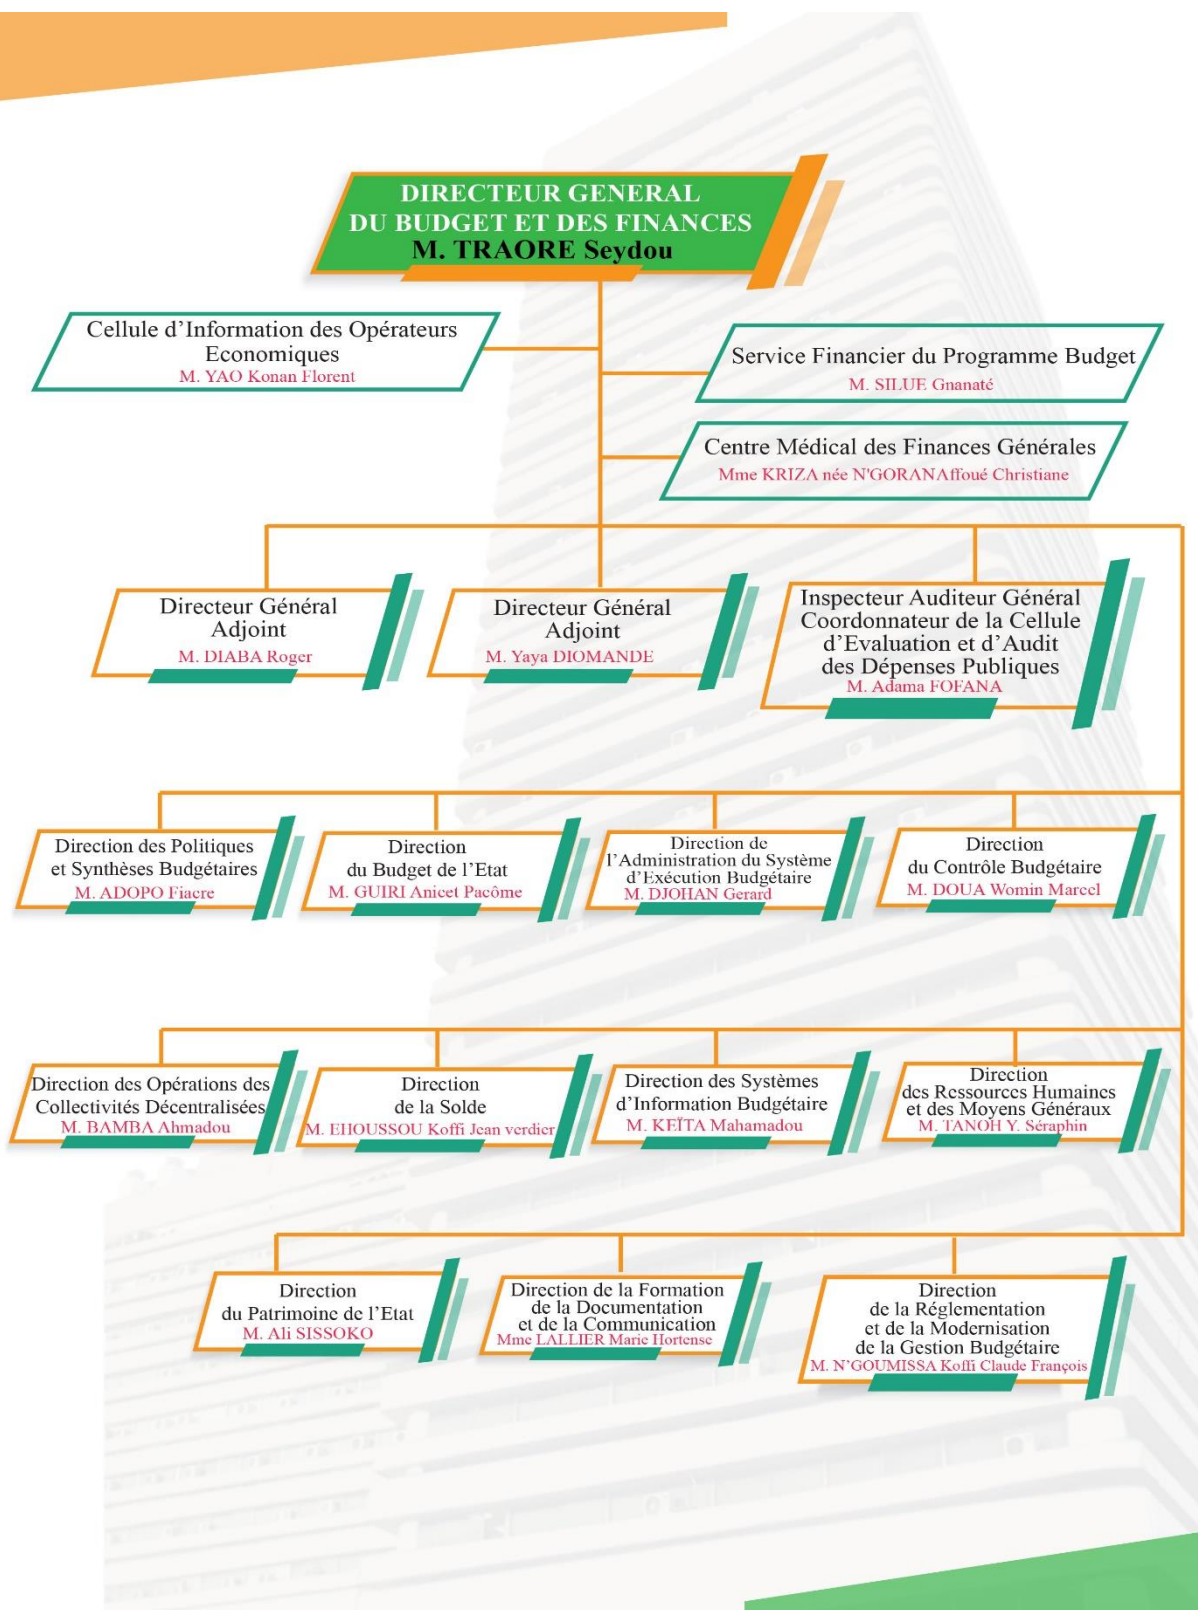 DIRECTEUR GENERAL
DU BUDGET ET DES FINANCES
M. TRAORE Seydou
Cellule d'Information des Opérateurs
Economiques
M. YAO Konan Florent
Service Financier du Programme Budget
M. SILUE Gnanaté
Centre Médical des Finances Générales
Mme KRIZA née N'GORANAffoué Christiane
Directeur Général
Adjoint
M. DIABA Roger
Directeur Général
Adjoint
M. Yaya DIOMANDE
Inspecteur Auditeur Général
Coordonnateur de la Cellule
d'Evaluation et d'Audit
des Dépenses Publiques
M. Adama FOFANA
Direction des Politiques
et Synthèses Budgétaires
M. ADOPO Fiacre
Direction
du Budget de l'Etat
M. GUIRI Anicet Pacôme
Direction de
l'Administration du Système
d'Exécution Budgétaire
M. DJOHAN Gerard
Direction
du Contrôle Budgétaire
M. DOUA Womin Marcel
Direction des Opérations des
Collectivités Décentralisées
M. BAMBA Ahmadou
Direction
de la Solde
M. EHOUSSOU Koffi Jean verdier
Direction des Systèmes
d'Information Budgétaire
M. KEÏTA Mahamadou
Direction
des Ressources Humaines
et des Moyens Généraux
M. TANOH Y. Séraphin
Direction
du Patrimoine de l'Etat
M. Ali SISSOKO
Direction de la Formation
de la Documentation
et de la Communication
Mme LALLIER Marie Hortense
Direction
de la Réglementation
et de la Modernisation
de la Gestion Budgétaire
M. N'GOUMISSA Koffi Claude François